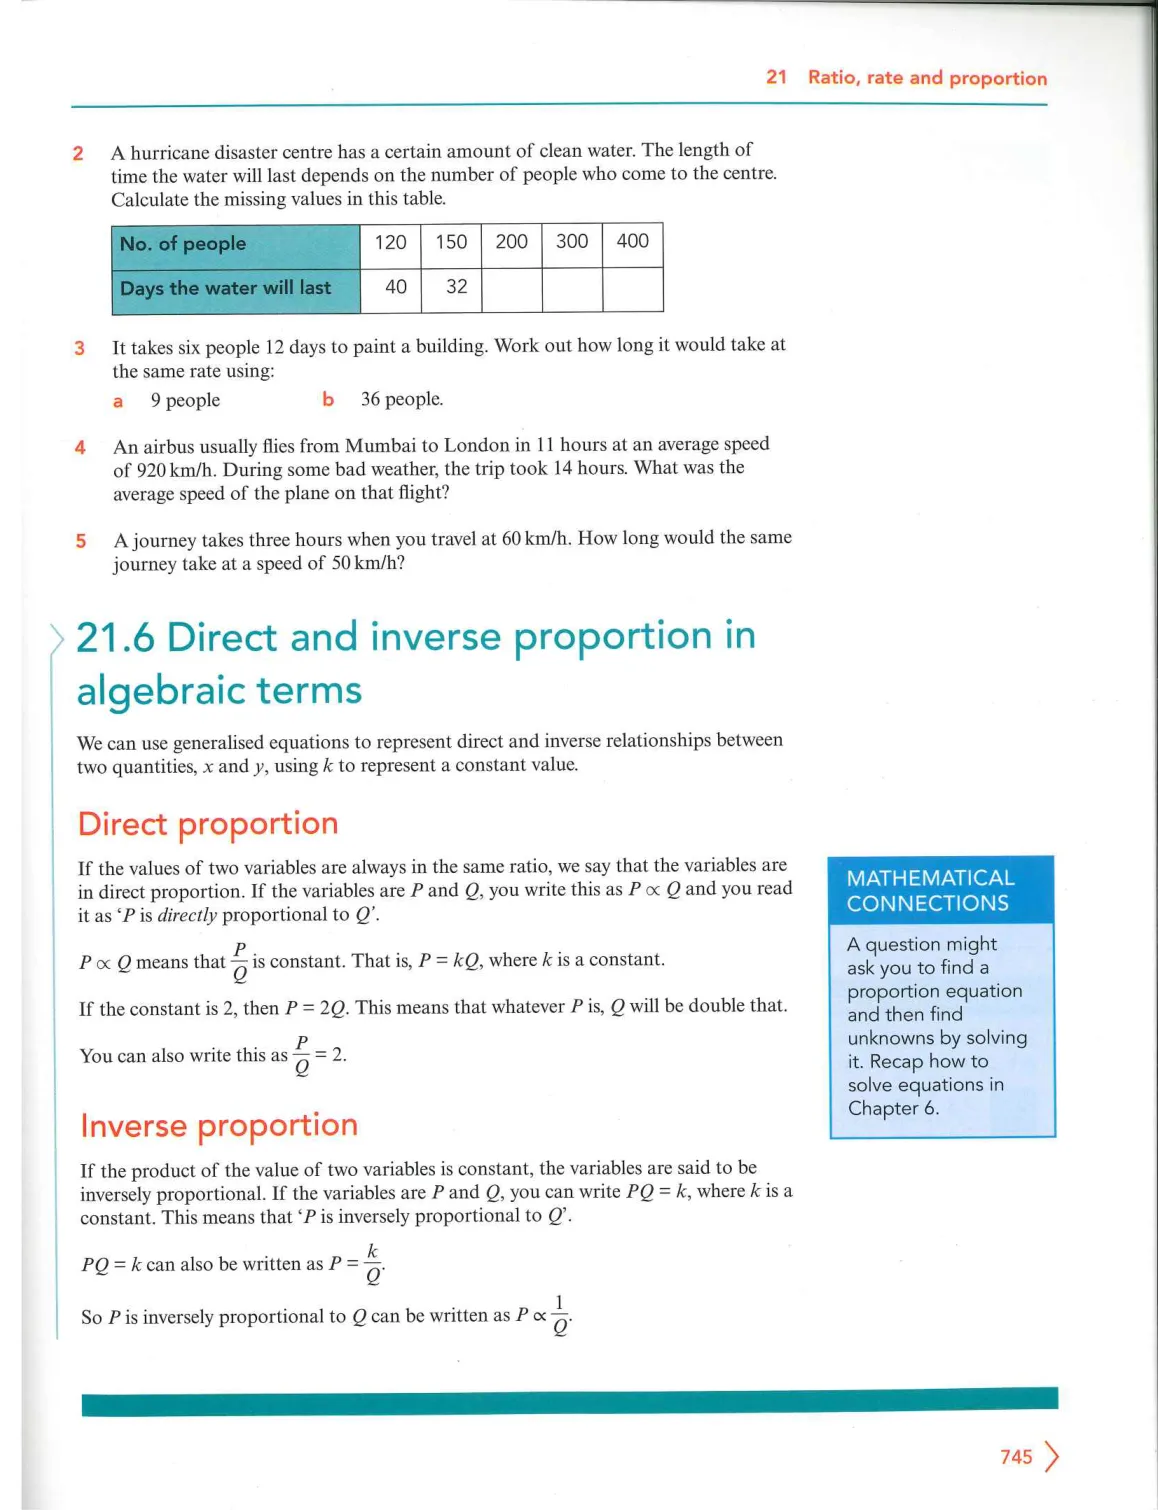 21 Ratio, rate and proportion
2 A hurricane disaster centre has a certain amount of clean water. The length of
time the water will last depends on the number of people who come to the centre.
Calculate the missing values in this table.
No. of people 120 150 200 300 400
Days the water will last 40 32
3 It takes six people 12 days to paint a building. Work out how long it would take at
the same rate using:
a 9 people b 36 people.
4 An airbus usually flies from Mumbai to London in 11 hours at an average speed
of 920 km/h. During some bad weather, the trip took 14 hours. What was the
average speed of the plane on that flight?
5 A journey takes three hours when you travel at 60 km/h. How long would the same
journey take at a speed of 50 km/h?
21.6 Direct and inverse proportion in
algebraic terms
We can use generalised equations to represent direct and inverse relationships between
two quantities, x and y, using k to represent a constant value.
Direct proportion
If the values of two variables are always in the same ratio, we say that the variables are
in direct proportion. If the variables are P and Q, you write this as P ∝ Q and you read
it as ‘P is directly proportional to Q’.
P ∝ Q means that P/Q is constant. That is, P = kQ, where k is a constant.
If the constant is 2, then P = 2Q. This means that whatever P is, Q will be double that.
You can also write this as P/Q = 2.
Inverse proportion
If the product of the value of two variables is constant, the variables are said to be
inversely proportional. If the variables are P and Q, you can write PQ = k, where k is a
constant. This means that ‘P is inversely proportional to Q’.
PQ = k can also be written as P = k/Q.
So P is inversely proportional to Q can be written as P ∝ 1/Q.
MATHEMATICAL
CONNECTIONS
A question might
ask you to find a
proportion equation
and then find
unknowns by solving
it. Recap how to
solve equations in
Chapter 6.
745